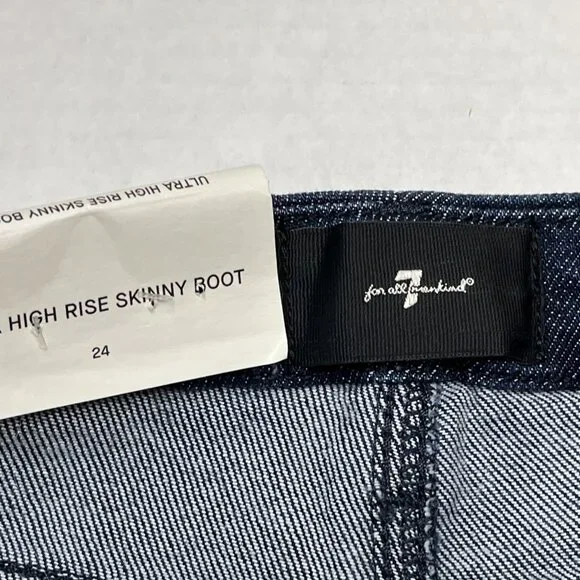 ULTRA HIGH RISE SKINNY BO
HIGH RISE SKINNY BOOT
24
7
for all mankind®